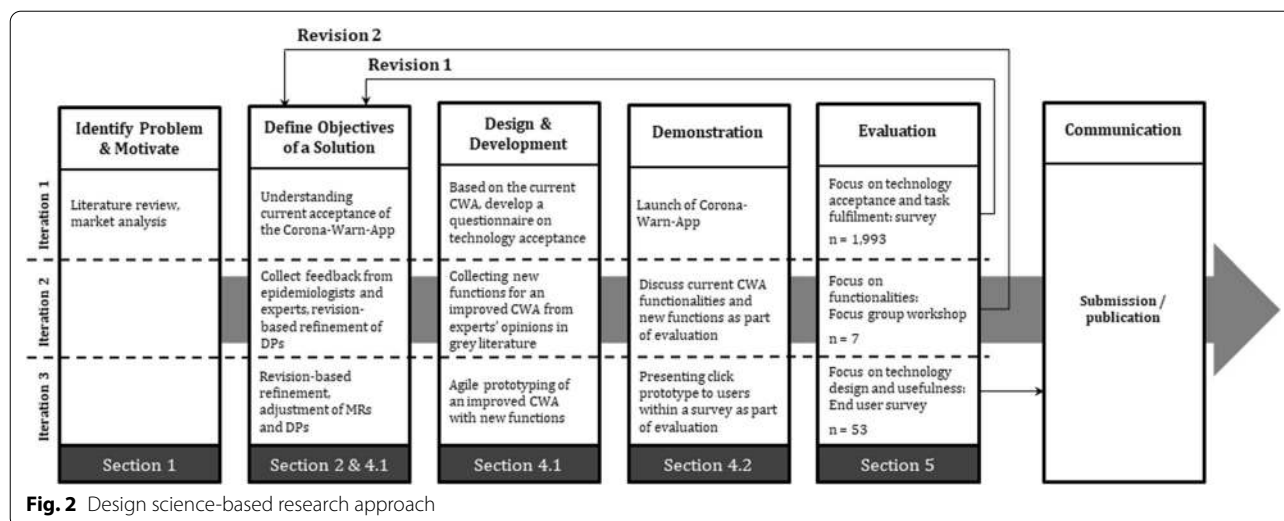 Revision 2
Revision 1
Identify Problem
& Motivate
Define Objectives
of a Solution
Design &
Development
Demonstration
Evaluation
Communication
Iteration 1
Literature review,
market analysis
Understanding
current acceptance of
the Corona-Warn-App
Based on the current
CWA, develop a
questionnaire on
technology acceptance
Launch of Corona-
Warn-App
Focus on technology
acceptance and task
fulfilment: survey
n = 1,993
Iteration 2
Collect feedback from
epidemiologists and
experts, revision-
based refinement of
DPs
Collecting new
functions for an
improved CWA from
experts' opinions in
grey literature
Discuss current CWA
functionalities and
new functions as part
of evaluation
Focus on
functionalities:
Focus group workshop
n = 7
Submission /
publication
Iteration 3
Revision-based
refinement,
adjustment of MRs
and DPs
Agile prototyping of
an improved CWA
with new functions
Presenting click
prototype to users
within a survey as part
of evaluation
Focus on technology
design and usefulness:
End user survey
n = 53
Section 1
Section 2 & 4.1
Section 4.1
Section 4.2
Section 5
Fig. 2 Design science-based research approach